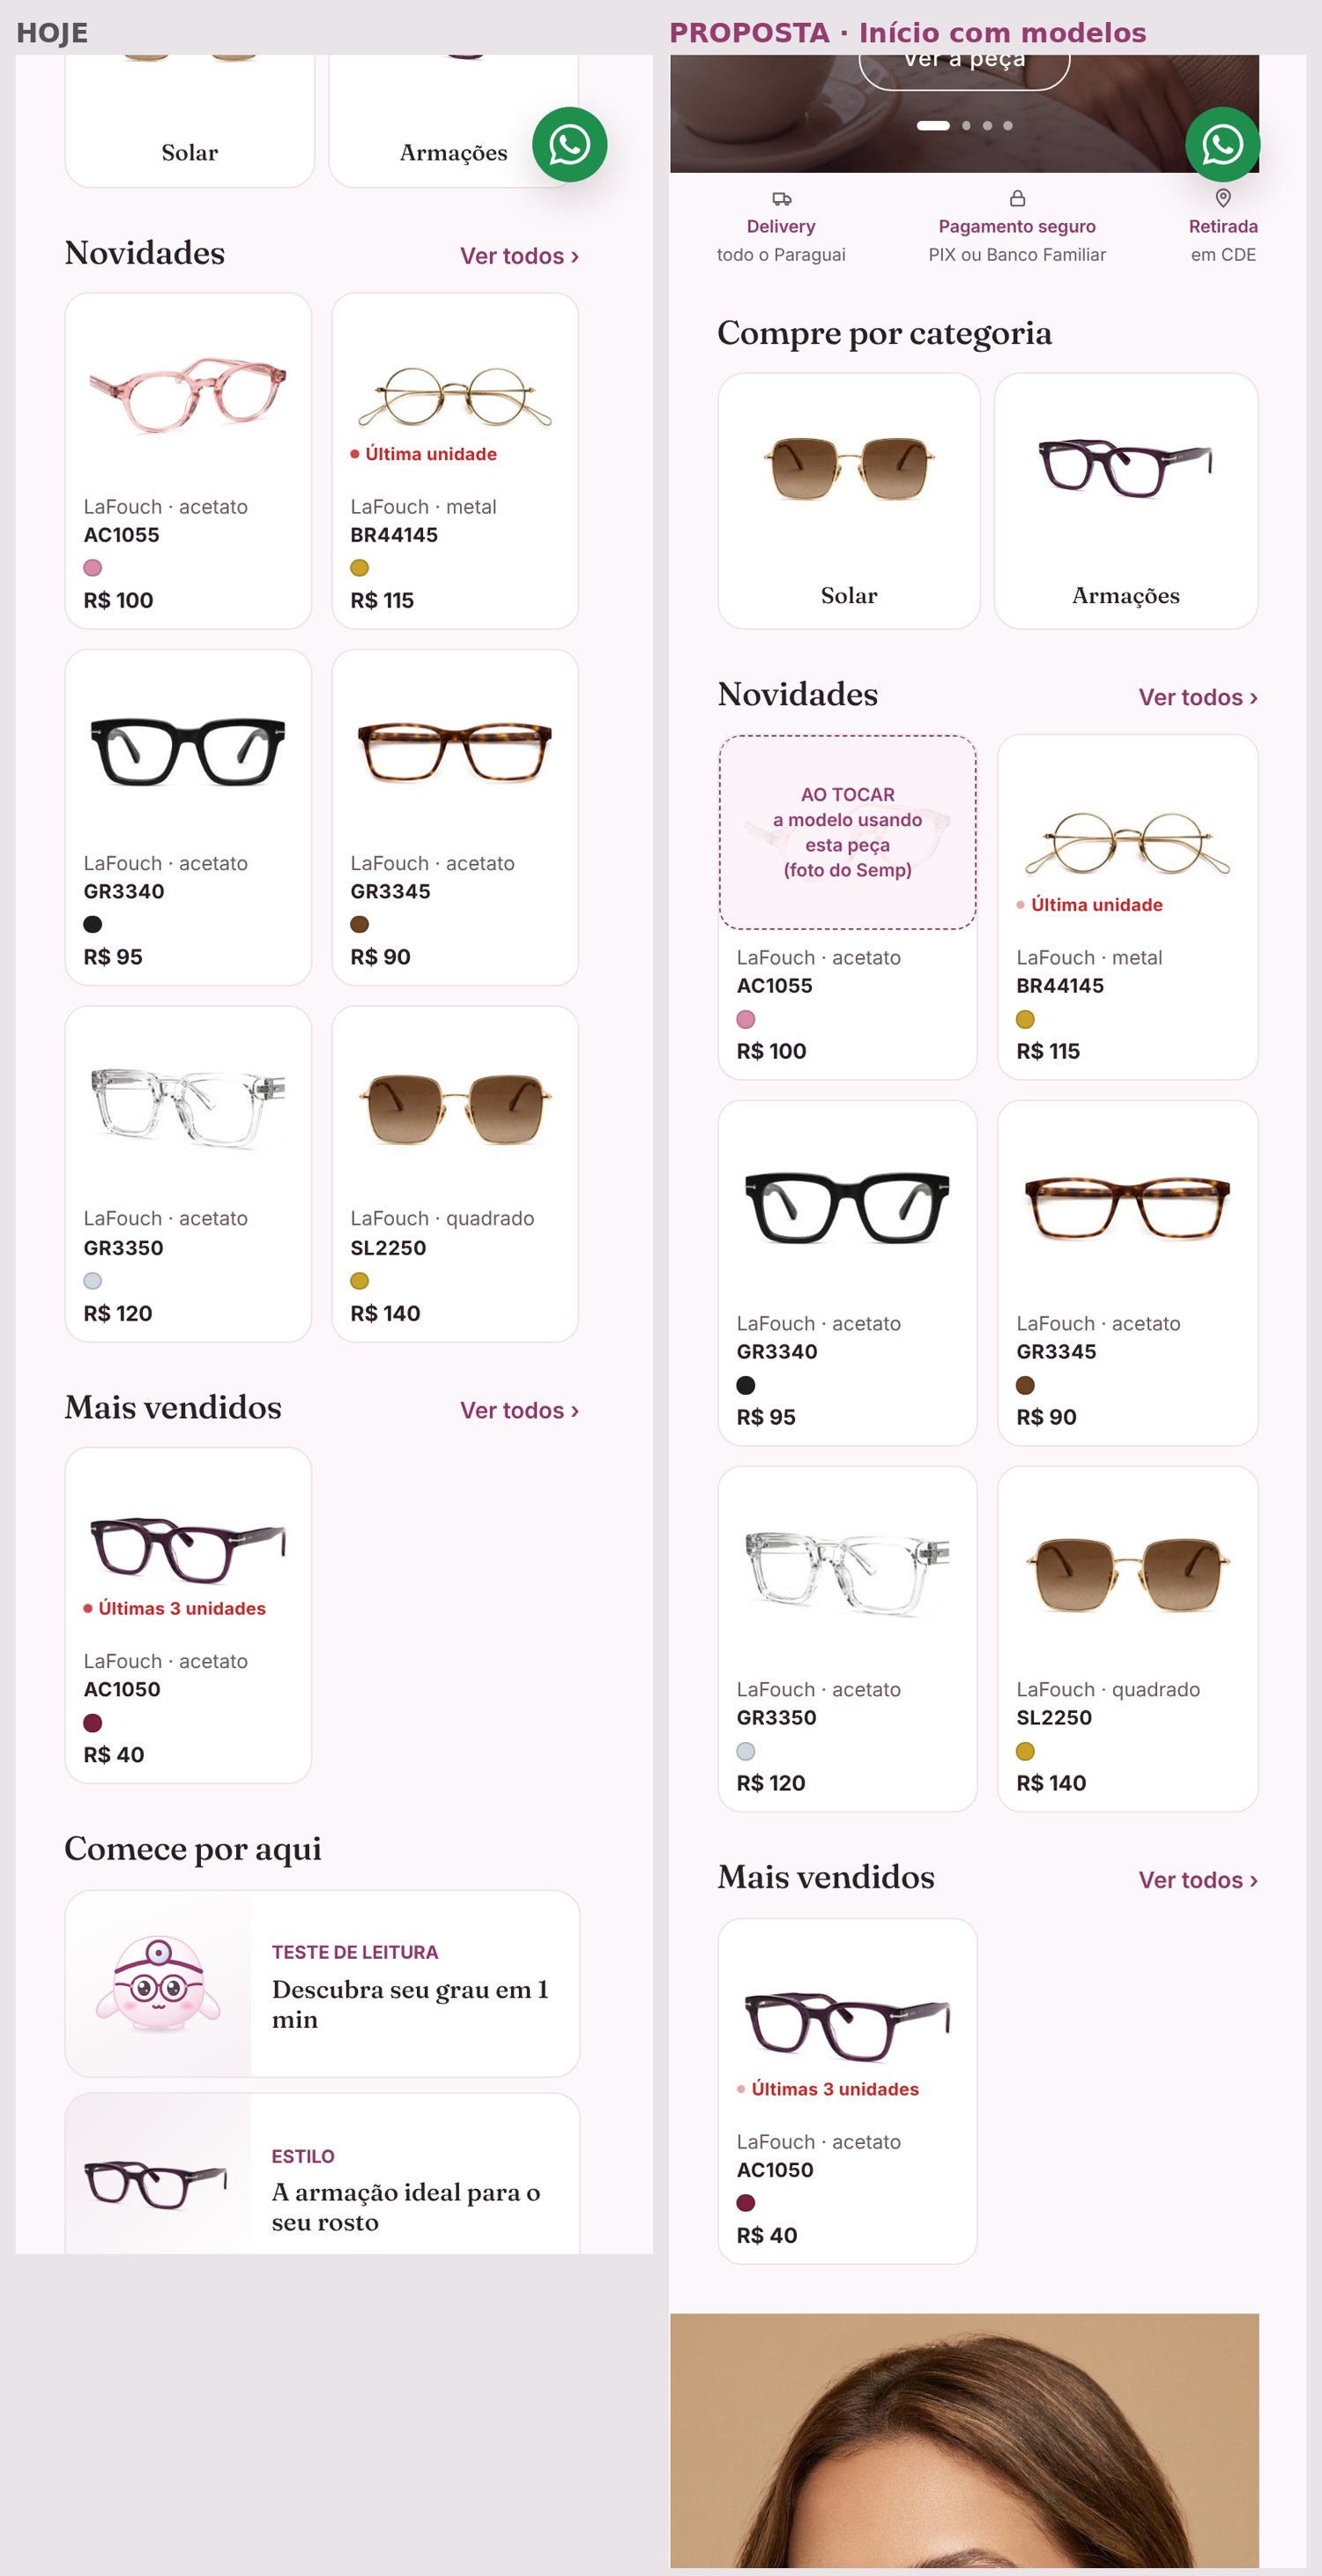 HOJE
Solar
Armações
Novidades
Ver todos ›
Última unidade
LaFouch · acetato
AC1055
R$ 100
LaFouch · metal
BR44145
R$ 115
LaFouch · acetato
GR3340
R$ 95
LaFouch · acetato
GR3345
R$ 90
LaFouch · acetato
GR3350
R$ 120
LaFouch · quadrado
SL2250
R$ 140
Mais vendidos
Ver todos ›
Últimas 3 unidades
LaFouch · acetato
AC1050
R$ 40
Comece por aqui
TESTE DE LEITURA
Descubra seu grau em 1
min
ESTILO
A armação ideal para o
seu rosto
PROPOSTA · Início com modelos
Ver a peça
Delivery
todo o Paraguai
Pagamento seguro
PIX ou Banco Familiar
Retirada
em CDE
Compre por categoria
Solar
Armações
Novidades
Ver todos ›
AO TOCAR
a modelo usando
esta peça
(foto do Semp)
LaFouch · acetato
AC1055
R$ 100
Última unidade
LaFouch · metal
BR44145
R$ 115
LaFouch · acetato
GR3340
R$ 95
LaFouch · acetato
GR3345
R$ 90
LaFouch · acetato
GR3350
R$ 120
LaFouch · quadrado
SL2250
R$ 140
Mais vendidos
Ver todos ›
Últimas 3 unidades
LaFouch · acetato
AC1050
R$ 40